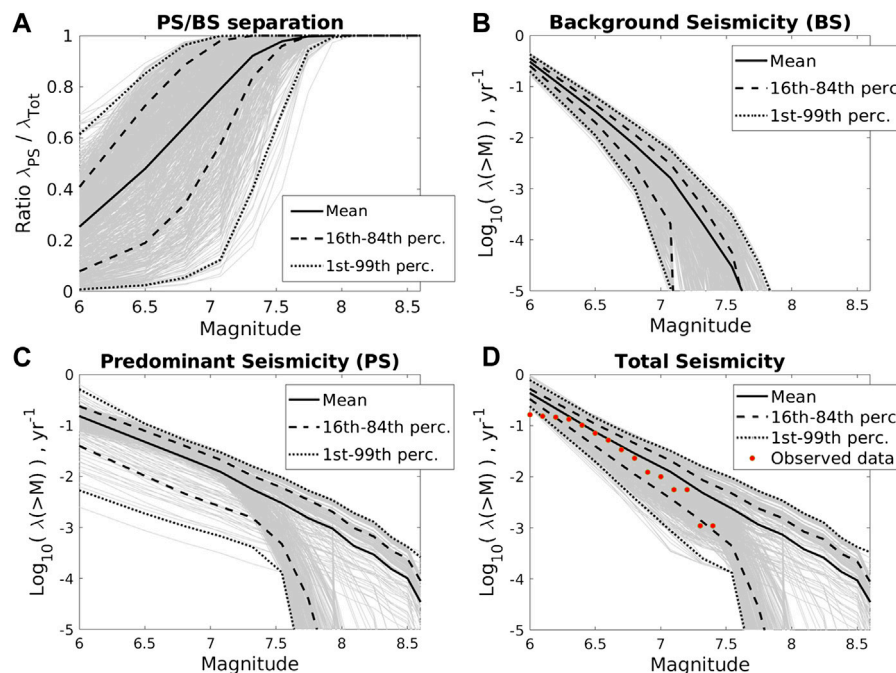 A
PS/BS separation
Ratio λPS / λTot
1
0.8
0.6
0.4
0.2
0
Mean
16th-84th perc.
1st-99th perc.
6
6.5
7
7.5
8
8.5
Magnitude
B
Background Seismicity (BS)
Log10( λ(>M) ) , yr-1
0
-1
-2
-3
-4
-5
Mean
16th-84th perc.
1st-99th perc.
6
6.5
7
7.5
8
8.5
Magnitude
C
Predominant Seismicity (PS)
Log10( λ(>M) ) , yr-1
0
-1
-2
-3
-4
-5
Mean
16th-84th perc.
1st-99th perc.
6
6.5
7
7.5
8
8.5
Magnitude
D
Total Seismicity
Log10( λ(>M) ) , yr-1
0
-1
-2
-3
-4
-5
Mean
16th-84th perc.
1st-99th perc.
Observed data
6
6.5
7
7.5
8
8.5
Magnitude